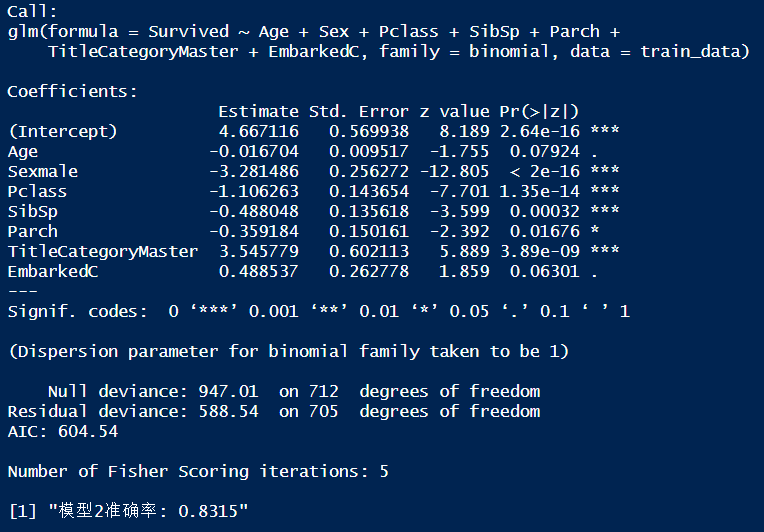 Call:
glm(formula = Survived ~ Age + Sex + Pclass + SibSp + Parch +
    TitleCategoryMaster + EmbarkedC, family = binomial, data = train_data)

Coefficients:
                     Estimate Std. Error z value Pr(>|z|)
(Intercept)          4.667116   0.569938   8.189 2.64e-16 ***
Age                 -0.016704   0.009517  -1.755  0.07924 .
Sexmale             -3.281486   0.256272 -12.805  < 2e-16 ***
Pclass              -1.106263   0.143654  -7.701 1.35e-14 ***
SibSp               -0.488048   0.135618  -3.599  0.00032 ***
Parch               -0.359184   0.150161  -2.392  0.01676 *
TitleCategoryMaster  3.545779   0.602113   5.889 3.89e-09 ***
EmbarkedC            0.488537   0.262778   1.859  0.06301 .
---
Signif. codes:  0 ‘***’ 0.001 ‘**’ 0.01 ‘*’ 0.05 ‘.’ 0.1 ‘ ’ 1

(Dispersion parameter for binomial family taken to be 1)

    Null deviance: 947.01  on 712  degrees of freedom
Residual deviance: 588.54  on 705  degrees of freedom
AIC: 604.54

Number of Fisher Scoring iterations: 5

[1] "模型2准确率: 0.8315"